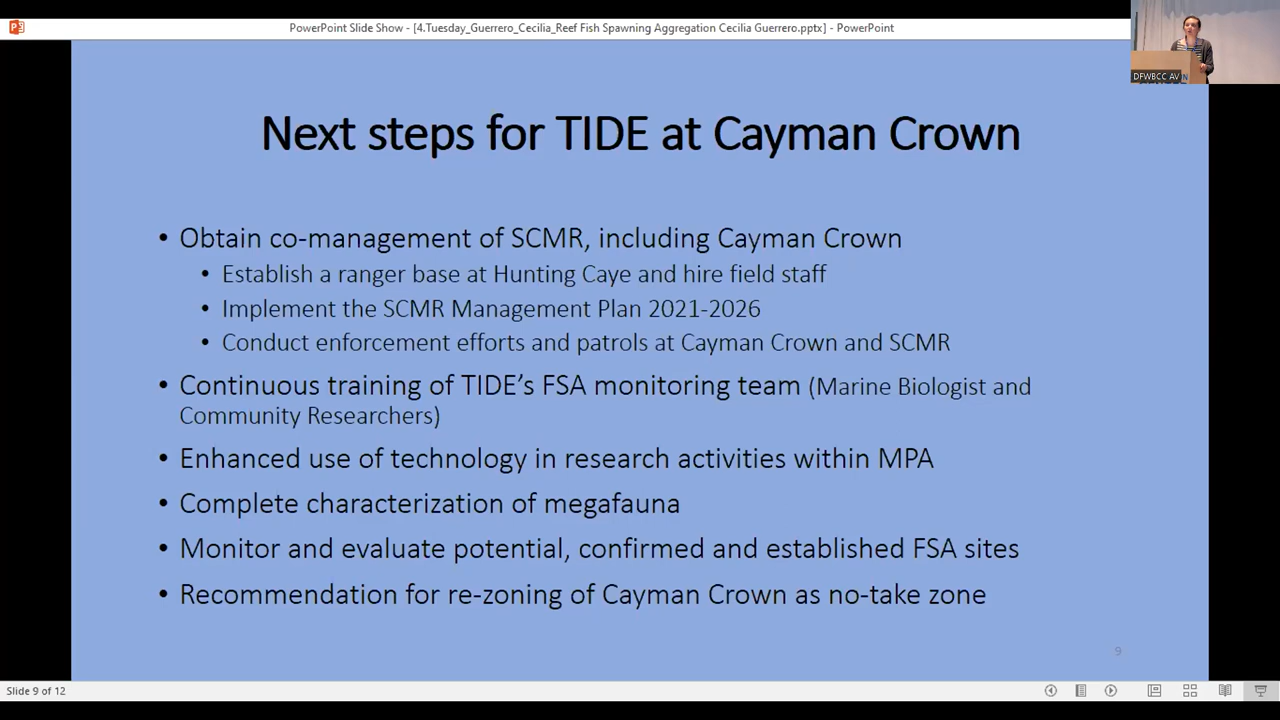 PowerPoint Slide Show - [4.Tuesday_Guerrero_Cecilia_Reef Fish Spawning Aggregation Cecilia Guerrero.pptx] - PowerPoint
DFWBCC AV
Next steps for TIDE at Cayman Crown
• Obtain co-management of SCMR, including Cayman Crown
• Establish a ranger base at Hunting Caye and hire field staff
• Implement the SCMR Management Plan 2021-2026
• Conduct enforcement efforts and patrols at Cayman Crown and SCMR
• Continuous training of TIDE’s FSA monitoring team (Marine Biologist and
Community Researchers)
• Enhanced use of technology in research activities within MPA
• Complete characterization of megafauna
• Monitor and evaluate potential, confirmed and established FSA sites
• Recommendation for re-zoning of Cayman Crown as no-take zone
9
Slide 9 of 12